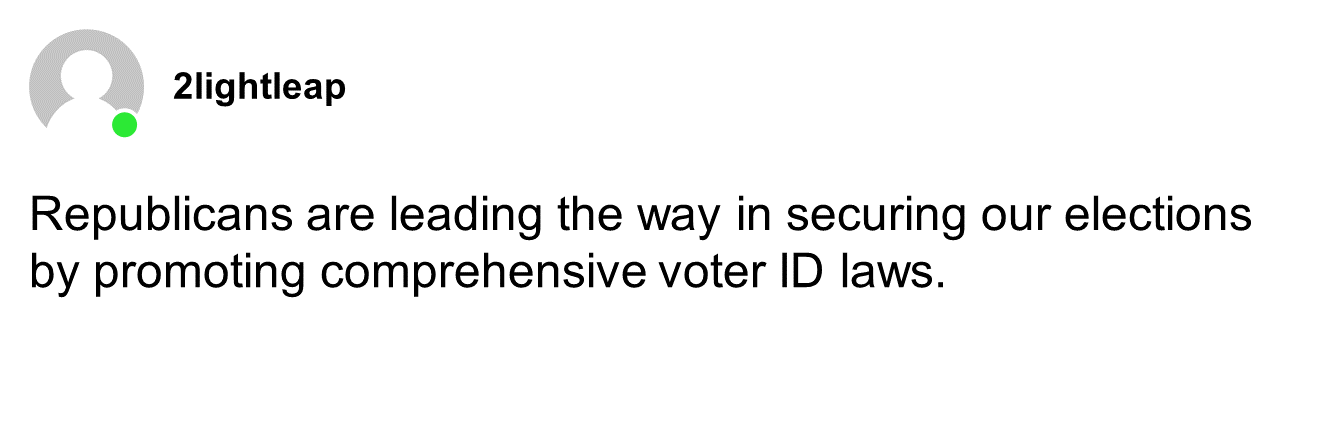 2lightleap
Republicans are leading the way in securing our elections
by promoting comprehensive voter ID laws.